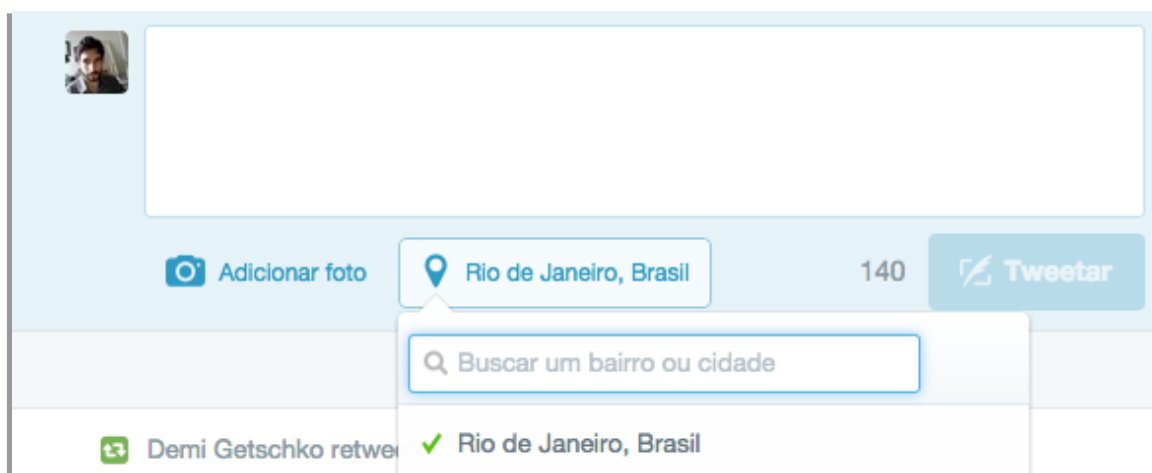 Adicionar foto
Rio de Janeiro, Brasil
140
Tweetar
Buscar um bairro ou cidade
Rio de Janeiro, Brasil
Demi Getschko